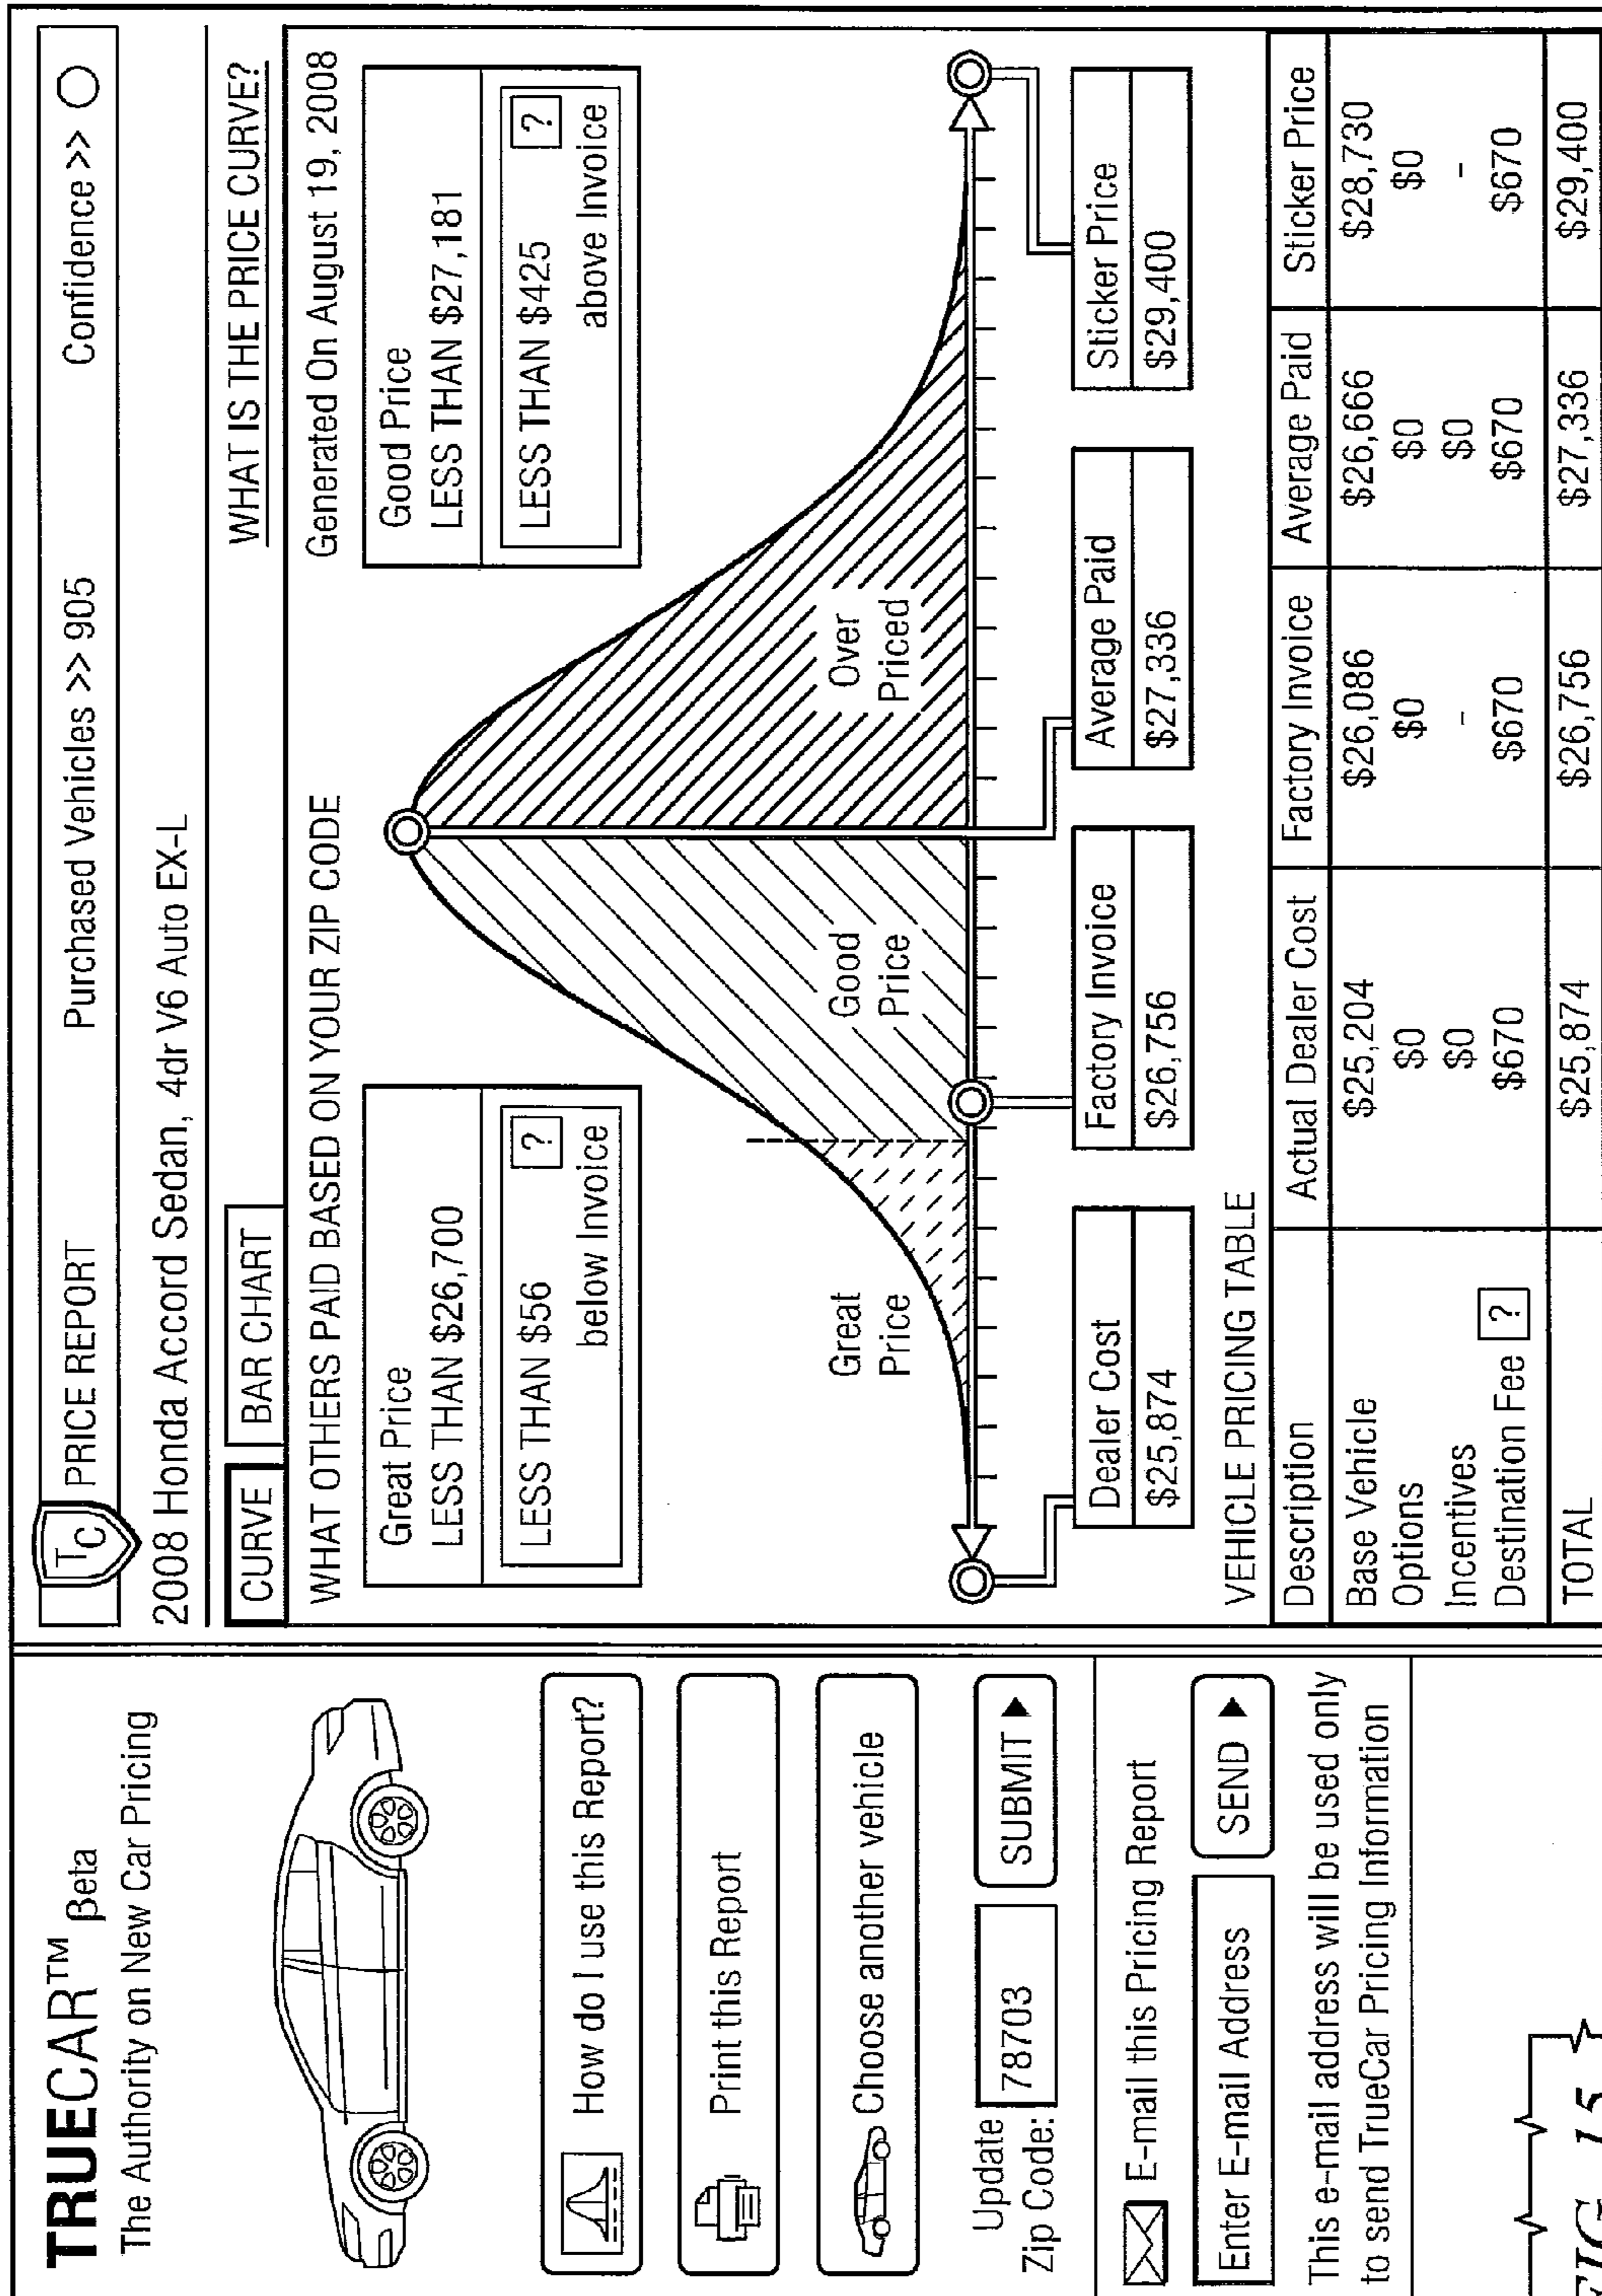 TRUECAR™ βeta
The Authority on New Car Pricing
How do I use this Report?
Print this Report
Choose another vehicle
Update
Zip Code:
78703
SUBMIT
E-mail this Pricing Report
Enter E-mail Address
SEND
This e-mail address will be used only
to send TrueCar Pricing Information
TC PRICE REPORT Purchased Vehicles >> 905 Confidence >>
2008 Honda Accord Sedan, 4dr V6 Auto EX-L
CURVE BAR CHART WHAT IS THE PRICE CURVE?
WHAT OTHERS PAID BASED ON YOUR ZIP CODE Generated On August 19, 2008
Great Price
LESS THAN $26,700
LESS THAN $56 ?
below Invoice
Good Price
LESS THAN $27,181
LESS THAN $425 ?
above Invoice
Great
Price
Good
Price
Over
Priced
Dealer Cost
$25,874
Factory Invoice
$26,756
Average Paid
$27,336
Sticker Price
$29,400
VEHICLE PRICING TABLE
Description Actual Dealer Cost Factory Invoice Average Paid Sticker Price
Base Vehicle $25,204 $26,086 $26,666 $28,730
Options $0 $0 $0 $0
Incentives $0 - $0 -
Destination Fee ? $670 $670 $670 $670
TOTAL $25,874 $26,756 $27,336 $29,400
FIG. 15